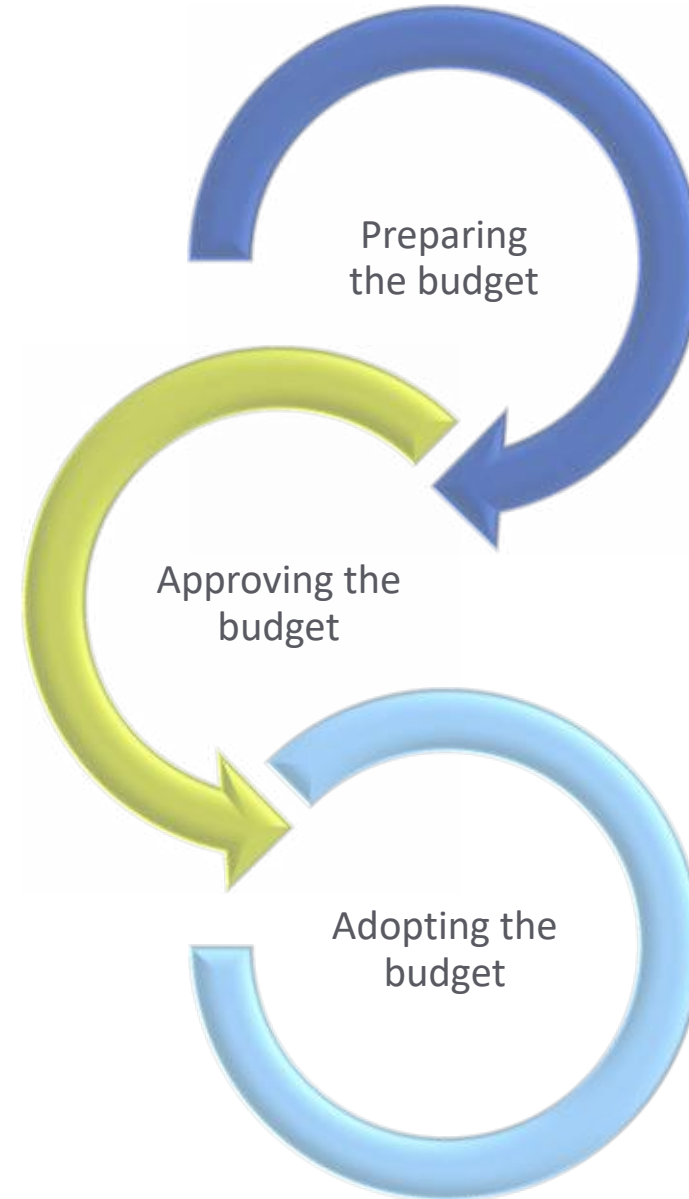 Preparing
the budget
Approving the
budget
Adopting the
budget